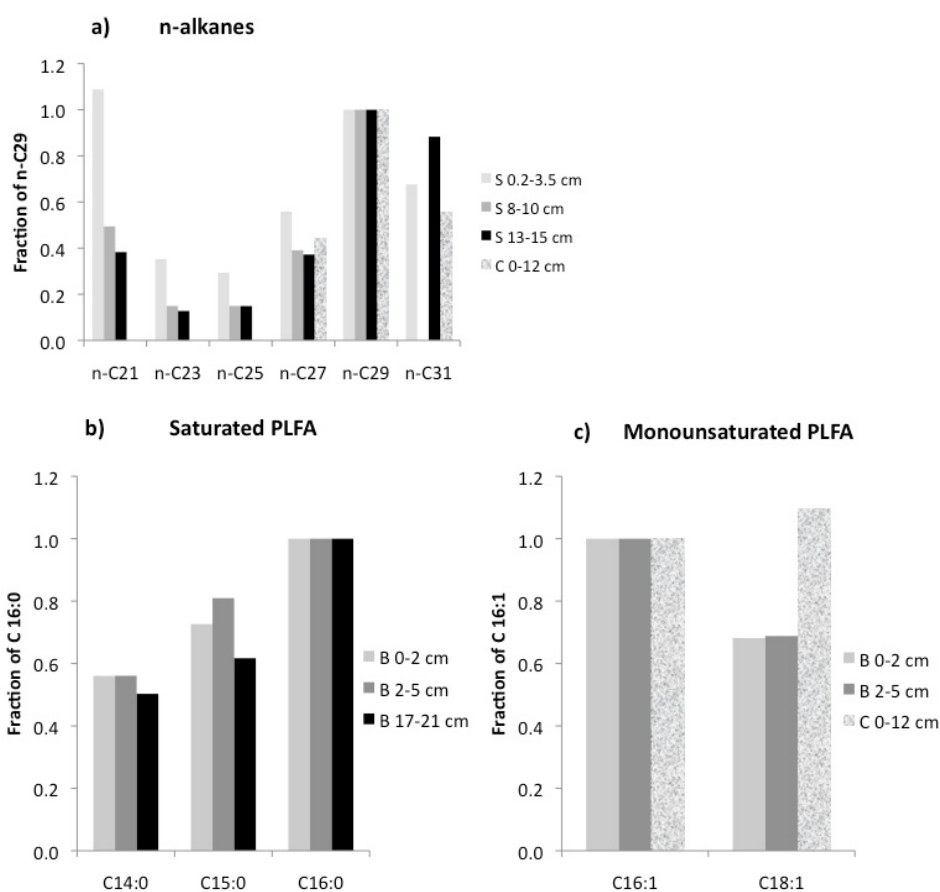 a) n-alkanes
Fraction of n-C29
1.2
1.0
0.8
0.6
0.4
0.2
0.0
n-C21 n-C23 n-C25 n-C27 n-C29 n-C31
S 0.2-3.5 cm
S 8-10 cm
S 13-15 cm
C 0-12 cm
b) Saturated PLFA
Fraction of C 16:0
1.2
1.0
0.8
0.6
0.4
0.2
0.0
C14:0 C15:0 C16:0
B 0-2 cm
B 2-5 cm
B 17-21 cm
c) Monounsaturated PLFA
Fraction of C 16:1
1.2
1.0
0.8
0.6
0.4
0.2
0.0
C16:1 C18:1
B 0-2 cm
B 2-5 cm
C 0-12 cm